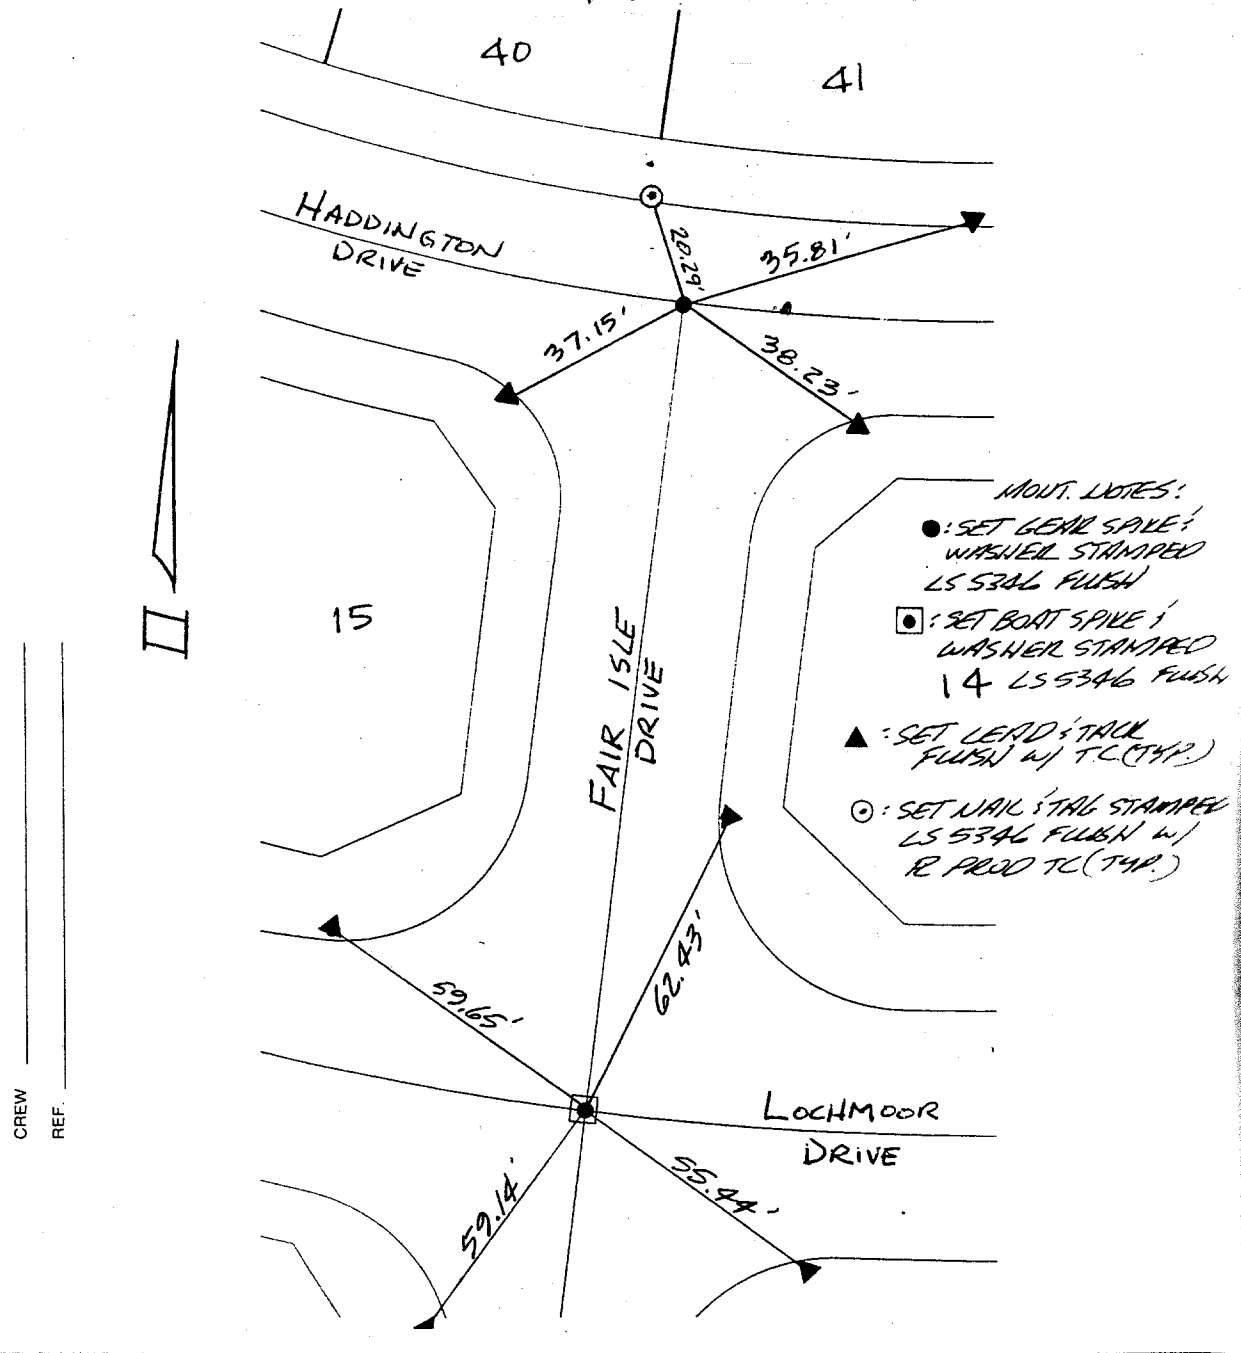 40
41
HADDINGTON
DRIVE
20.29'
35.81'
37.15'
38.23'
MONT. NOTES:
●: SET GEAR SPIKE &
WASHER STAMPED
LS 5346 FLUSH
: SET BOAT SPIKE &
WASHER STAMPED
LS 5346 FLUSH
14
▲: SET LEAD & TACK
FLUSH W/ TC (TYP.)
⊙: SET NAIL & TAG STAMPED
LS 5346 FLUSH W/
PROD TC (TYP.)
15
FAIR ISLE
DRIVE
59.65'
62.43'
LOCHMOOR
DRIVE
59.14'
55.44'
CREW
REF.